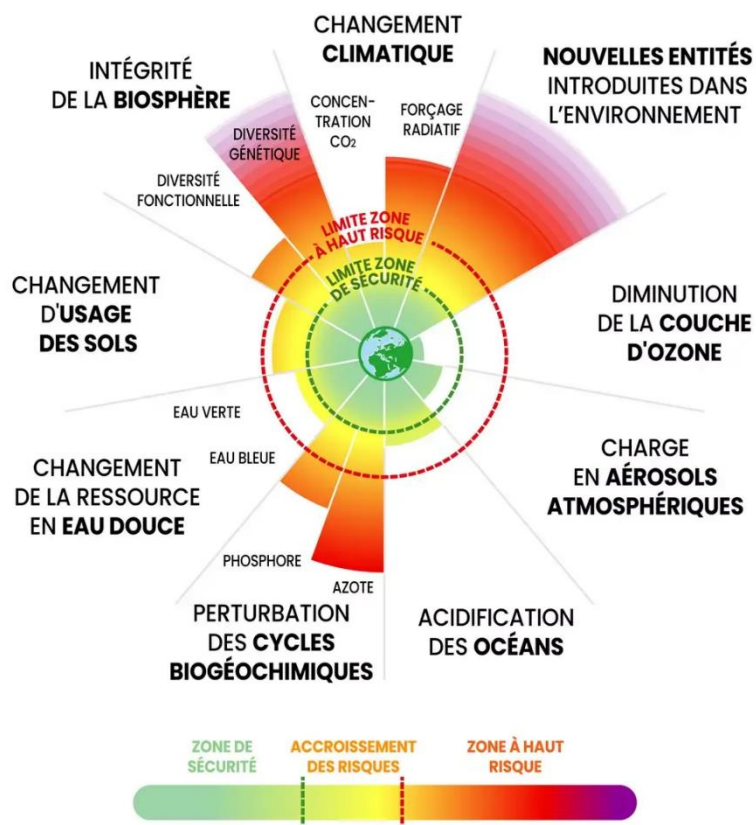 CHANGEMENT
CLIMATIQUE
NOUVELLES ENTITÉS
INTRODUITES DANS
L'ENVIRONNEMENT
INTÉGRITÉ
DE LA BIOSPHÈRE
CONCEN-
TRATION
CO₂
FORÇAGE
RADIATIF
DIVERSITÉ
GÉNÉTIQUE
DIVERSITÉ
FONCTIONNELLE
LIMITE ZONE
À HAUT RISQUE
LIMITE ZONE
DE SÉCURITÉ
CHANGEMENT
D'USAGE
DES SOLS
DIMINUTION
DE LA COUCHE
D'OZONE
EAU VERTE
EAU BLEUE
CHANGEMENT
DE LA RESSOURCE
EN EAU DOUCE
CHARGE
EN AÉROSOLS
ATMOSPHÉRIQUES
PHOSPHORE
AZOTE
PERTURBATION
DES CYCLES
BIOGÉOCHIMIQUES
ACIDIFICATION
DES OCÉANS
ZONE DE
SÉCURITÉ
ACCROISSEMENT
DES RISQUES
ZONE À HAUT
RISQUE